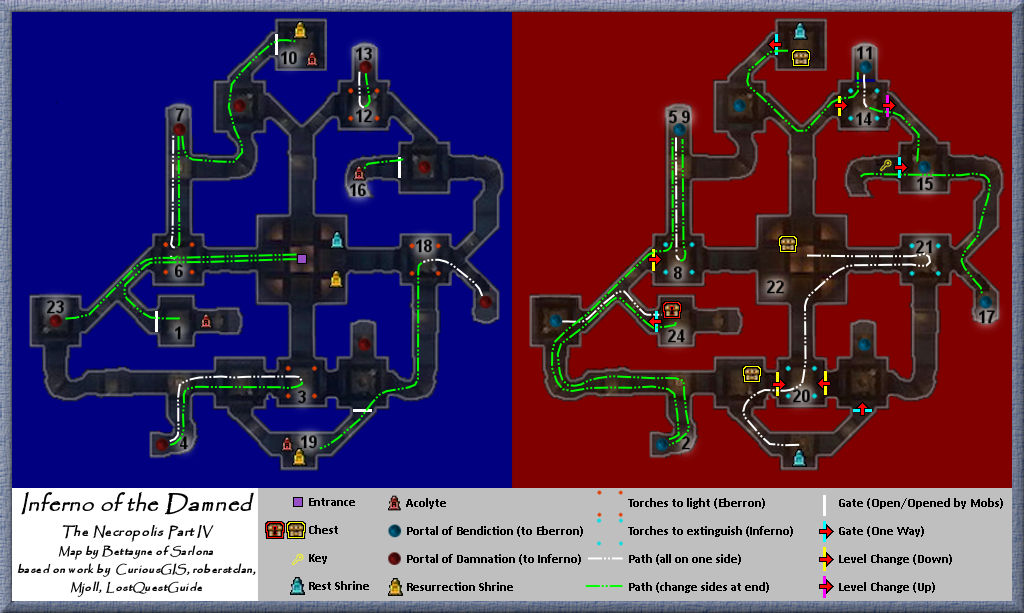 10
13
12
7
16
18
6
23
1
3
4
19
11
14
5 9
15
8
21
22
17
24
20
2
Inferno of the Damned
The Necropolis Part IV
Map by Bettayne of Sarlona
based on work by CuriousGIS, roberstclan,
Mjoll, LostQuestGuide
Entrance
Acolyte
Torches to light (Eberron)
Gate (Open/Opened by Mobs)
Chest
Portal of Bendiction (to Eberron)
Torches to extinguish (Inferno)
Gate (One Way)
Key
Portal of Damnation (to Inferno)
Path (all on one side)
Level Change (Down)
Rest Shrine
Resurrection Shrine
Path (change sides at end)
Level Change (Up)